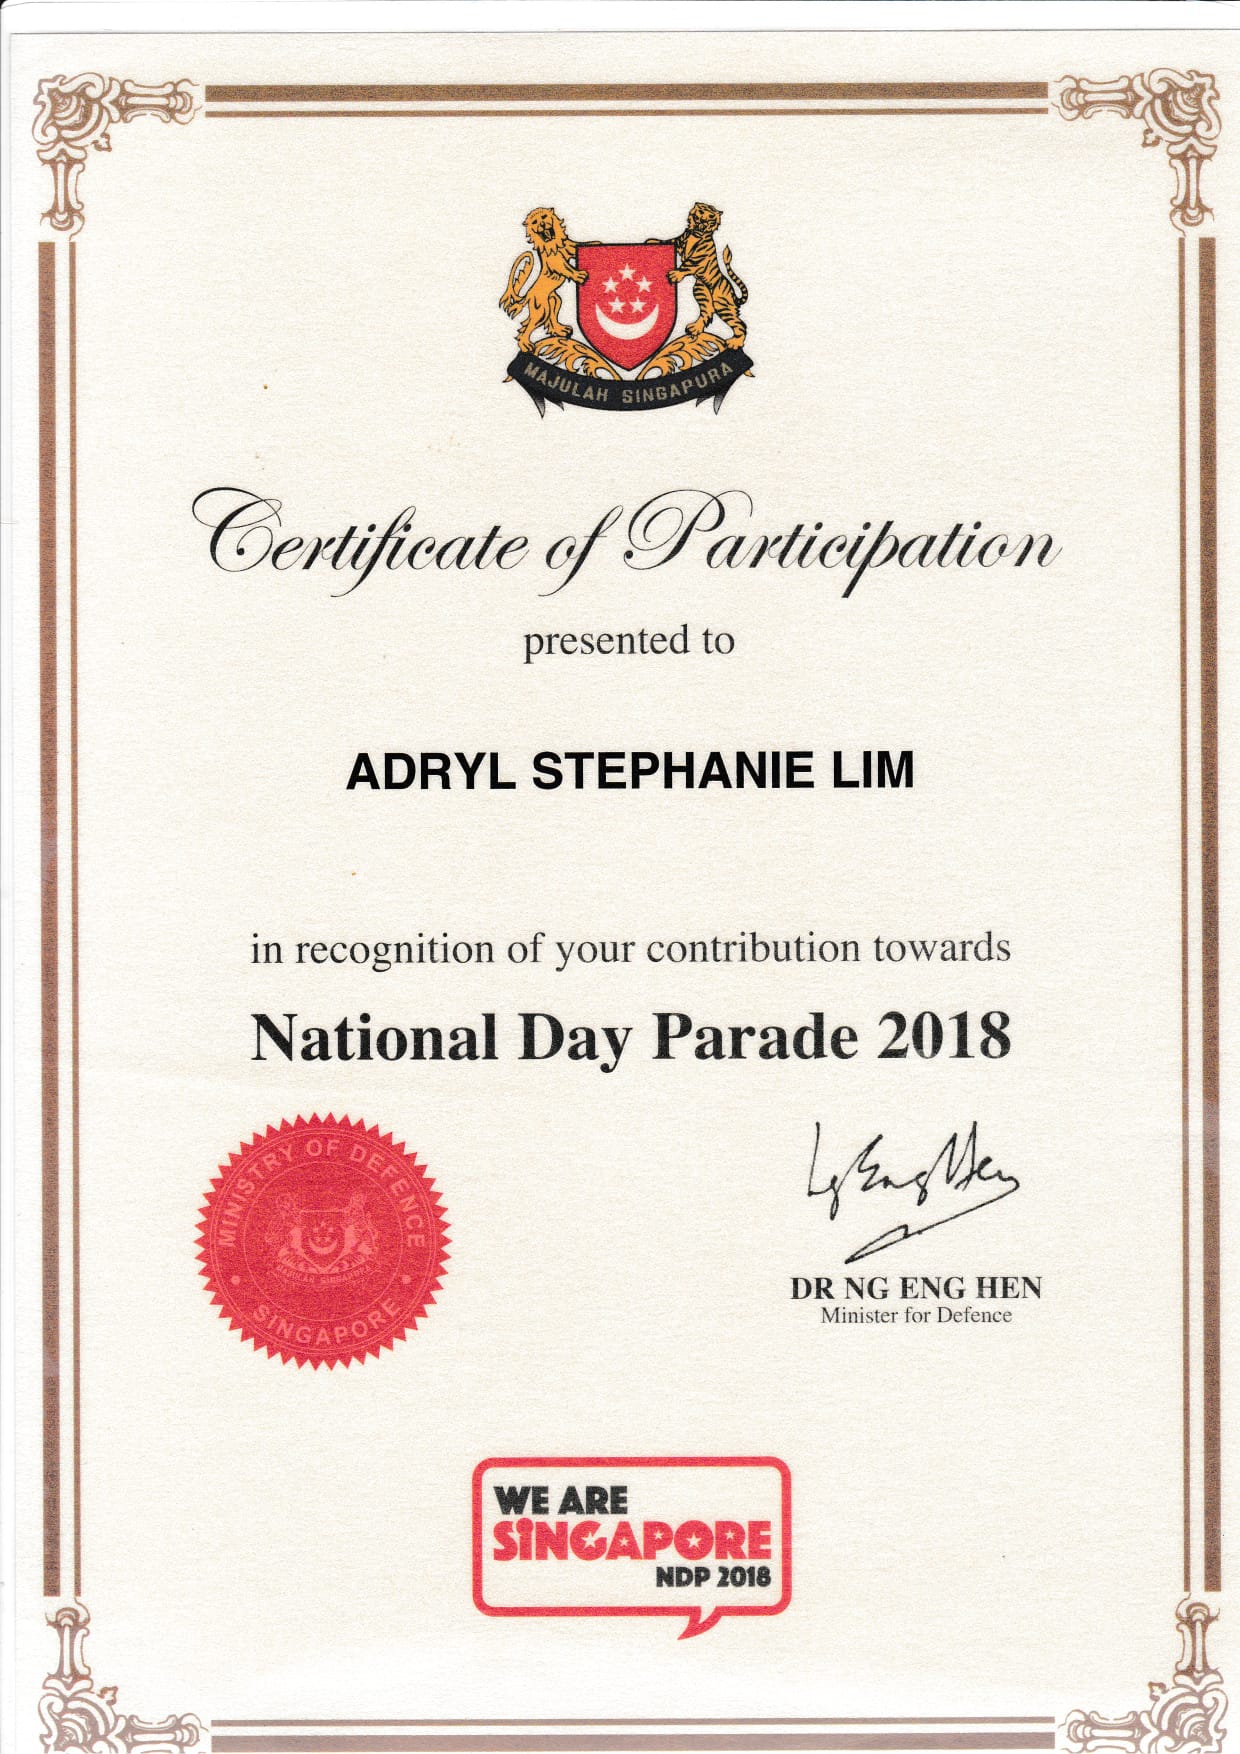 MAJULAH SINGAPURA
Certificate of Participation
presented to
ADRYL STEPHANIE LIM
in recognition of your contribution towards
National Day Parade 2018
MINISTRY OF DEFENCE
MAJULAH SINGAPURA
SINGAPORE
Ng Eng Hen
DR NG ENG HEN
Minister for Defence
WE ARE
SINGAPORE
NDP 2018